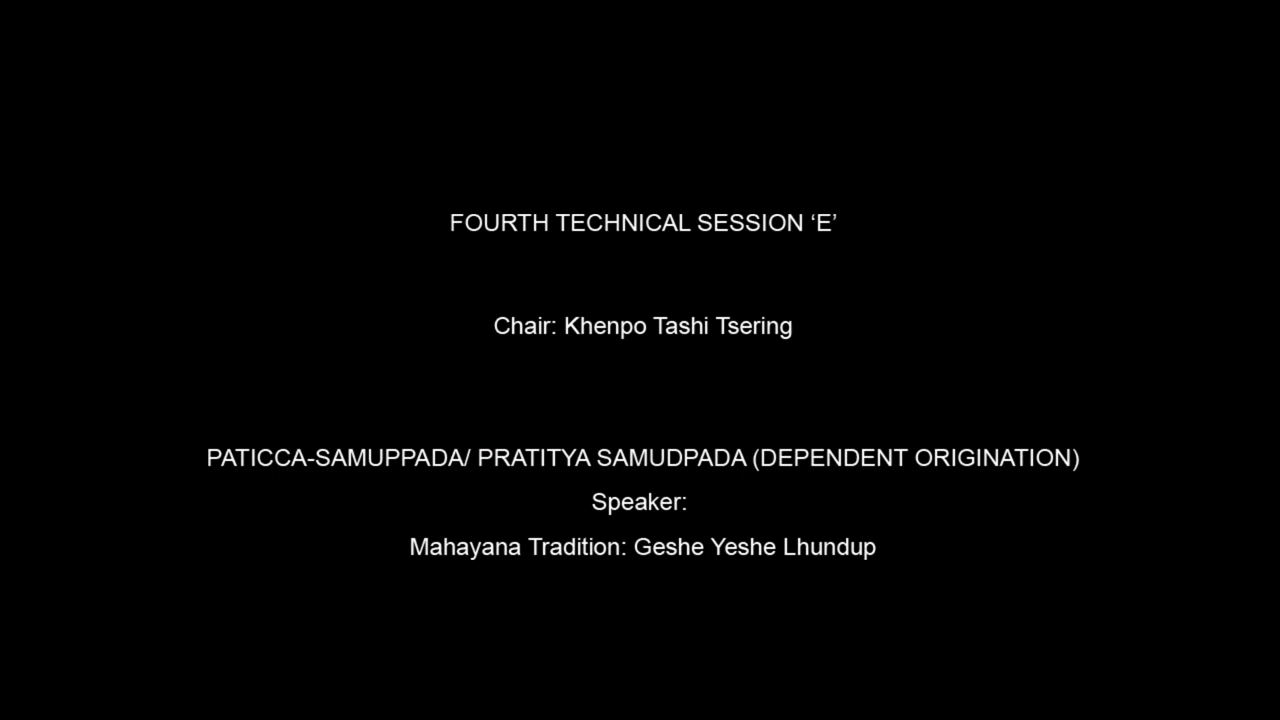 FOURTH TECHNICAL SESSION ‘E’
Chair: Khenpo Tashi Tsering
PATICCA-SAMUPPADA/ PRATITYA SAMUDPADA (DEPENDENT ORIGINATION)
Speaker:
Mahayana Tradition: Geshe Yeshe Lhundup